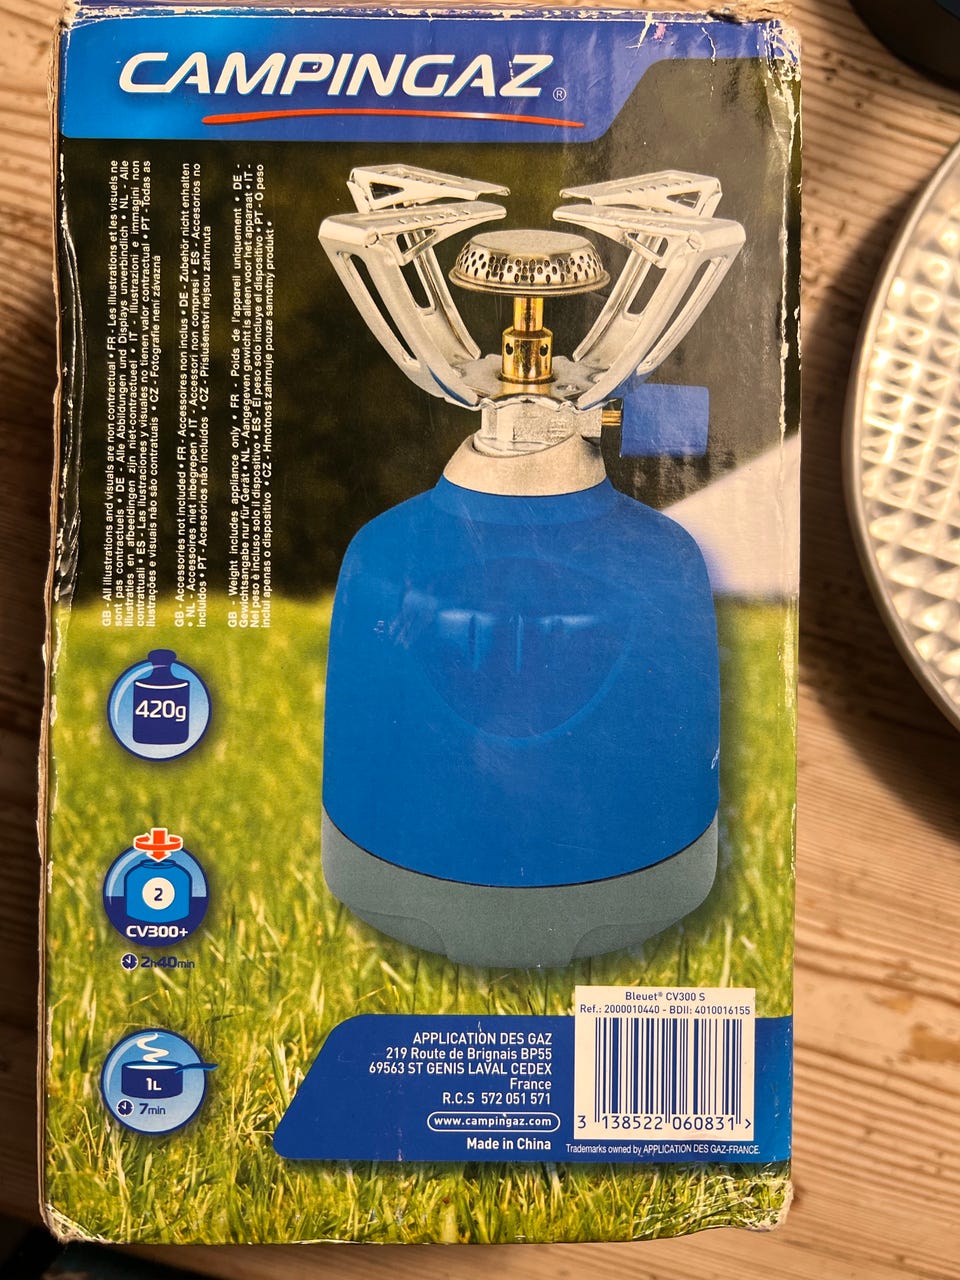 CAMPINGAZ®
GB - All illustrations and visuals are non contractual • FR - Les illustrations et les visuels ne
sont pas contractuels • DE - Alle Abbildungen und Displays unverbindlich • NL - Alle
illustraties en afbeeldingen zijn niet-contractueel • IT - Illustrazioni e immagini non
contrattuali • ES - Las ilustraciones y visuales no tienen valor contractual • PT - Todas as
ilustrações e visuais não são contratuais • CZ - Fotografie není závazná
GB - Accessories not included • FR - Accessoires non inclus • DE - Zubehör nicht enhalten
• NL - Accessoires niet inbegrepen • IT - Accessori non compresi • ES - Accesorios no
incluidos • PT - Acessórios não incluídos • CZ - Příslušenství nejsou zahrnuta
GB - Weight includes appliance only • FR - Poids de l'appareil uniquement • DE -
Gewichtsangabe nur für Gerät • NL - Aangegeven gewicht is alleen voor het apparaat • IT -
Nel peso è incluso solo il dispositivo • ES - El peso solo incluye el dispositivo • PT - O peso
inclui apenas o dispositivo • CZ - Hmotnost zahrnuje pouze samotný produkt •
420g
2
CV300+
2h40min
1L
7min
Bleuet® CV300 S
Ref.: 2000010440 - BDII: 4010016155
APPLICATION DES GAZ
219 Route de Brignais BP55
69563 ST GENIS LAVAL CEDEX
France
R.C.S 572 051 571
www.campingaz.com
Made in China
3 138522 060831 >
Trademarks owned by APPLICATION DES GAZ-FRANCE.